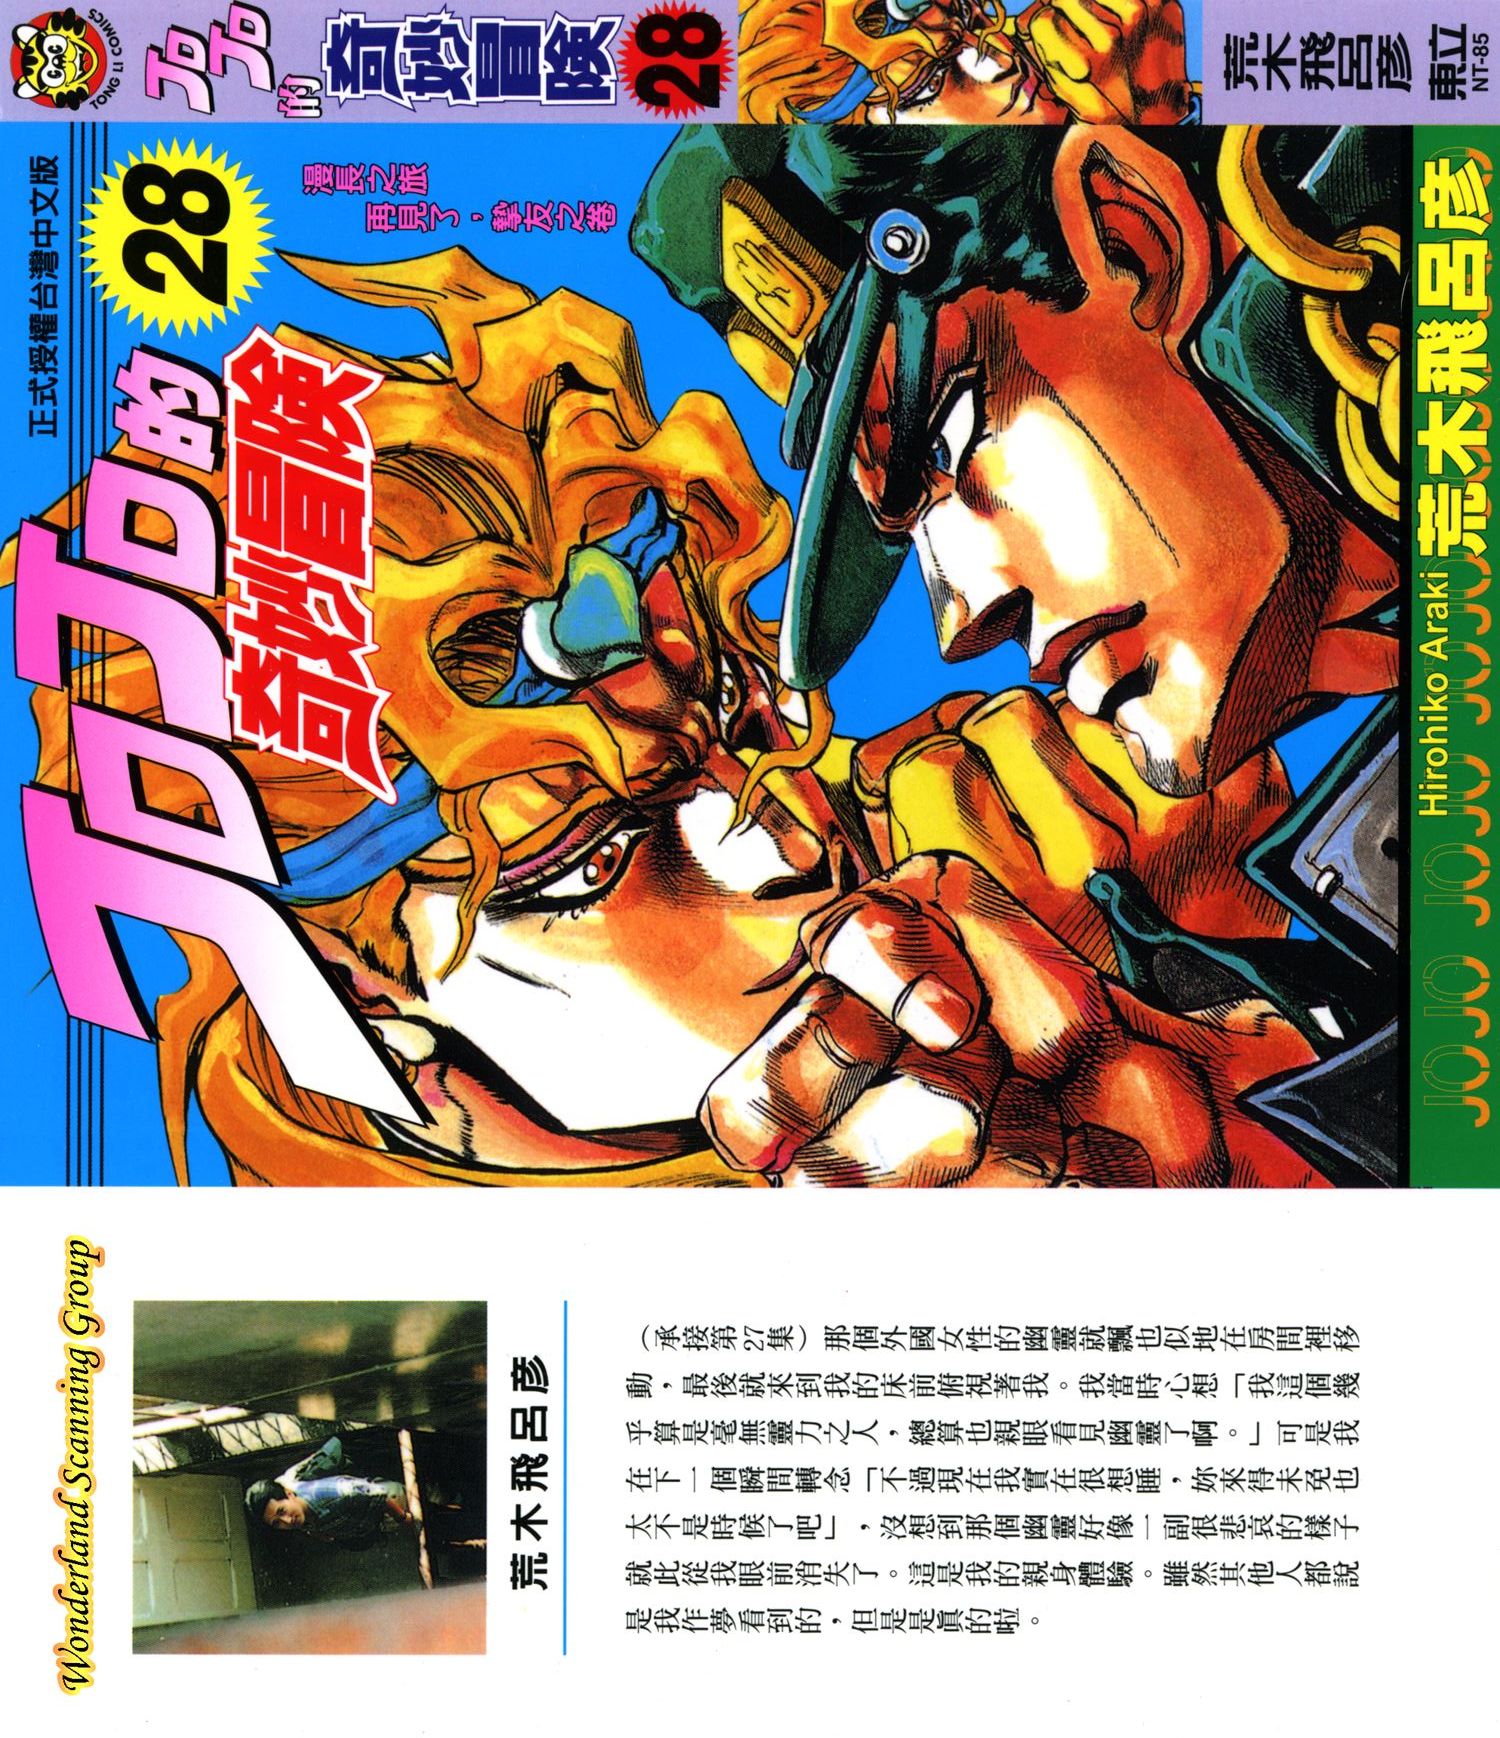 TONG LI COMICS
JOJO的
奇妙冒険
28
荒木飛呂彦
東立
NT-85
正式授權台灣中文版
28
JOJO的
奇妙冒険
漫長之旅
再見了，摯友之卷
Hirohiko Araki
荒木飛呂彦
JOJO JOJO JOJO
Wonderland Scanning Group
荒木飛呂彦
（承接第27集）那個外國女性的幽靈就飄也似地在房間裡移
動，最後就來到我的床前俯視著我。我當時心想「我這個幾
乎算是毫無靈力之人，總算也親眼看見幽靈了啊。」可是我
在下一個瞬間轉念「不過現在我實在很想睡，妳來得未免也
太不是時候了吧」，沒想到那個幽靈好像一副很悲哀的樣子
就此從我眼前消失了。這是我的親身體驗。雖然其他人都說
是我作夢看到的，但是是真的啦。